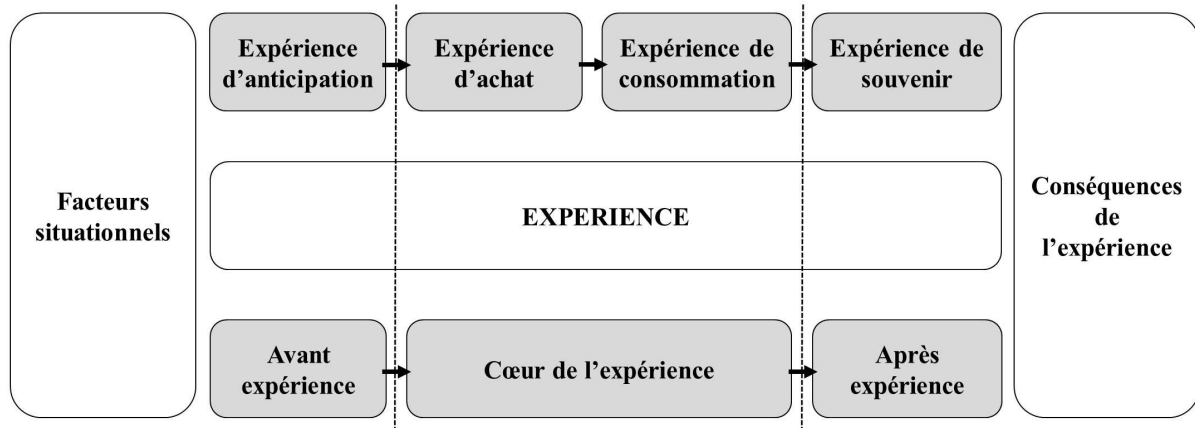 Facteurs
situationnels
Expérience
d’anticipation
Expérience
d’achat
Expérience de
consommation
Expérience de
souvenir
EXPERIENCE
Avant
expérience
Cœur de l’expérience
Après
expérience
Conséquences
de
l’expérience